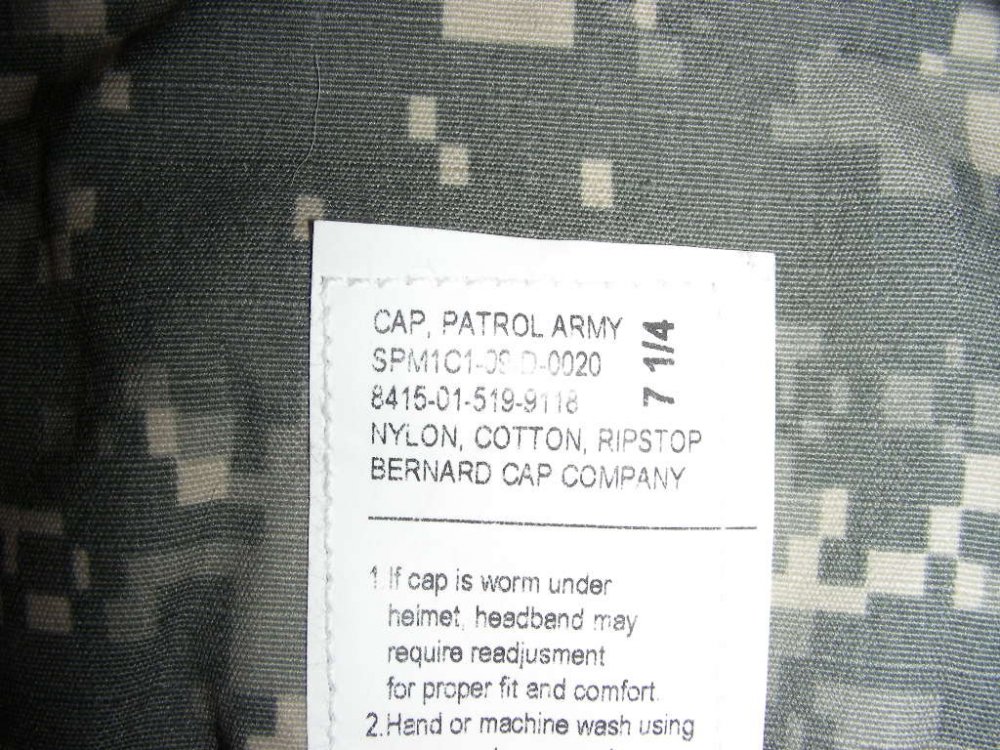 CAP, PATROL ARMY
SPM1C1-09-D-0020
8415-01-519-9118
NYLON, COTTON, RIPSTOP
BERNARD CAP COMPANY
7 1/4
1. If cap is worm under
helmet, headband may
require readjusment
for proper fit and comfort.
2. Hand or machine wash using